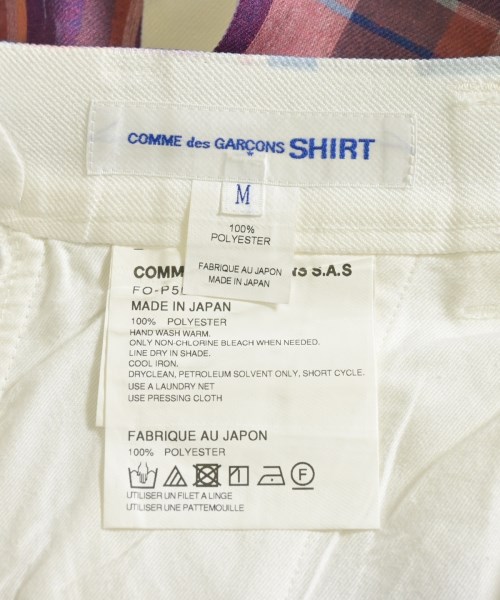 COMME des GARÇONS SHIRT
M
100%
POLYESTER
FABRIQUE AU JAPON
MADE IN JAPAN
COMM S.A.S
FO-P5
MADE IN JAPAN
100% POLYESTER
HAND WASH WARM.
ONLY NON-CHLORINE BLEACH WHEN NEEDED.
LINE DRY IN SHADE.
COOL IRON.
DRYCLEAN, PETROLEUM SOLVENT ONLY, SHORT CYCLE.
USE A LAUNDRY NET
USE PRESSING CLOTH
FABRIQUE AU JAPON
100% POLYESTER
F
UTILISER UN FILET A LINGE
UTILISER UNE PATTEMOUILLE